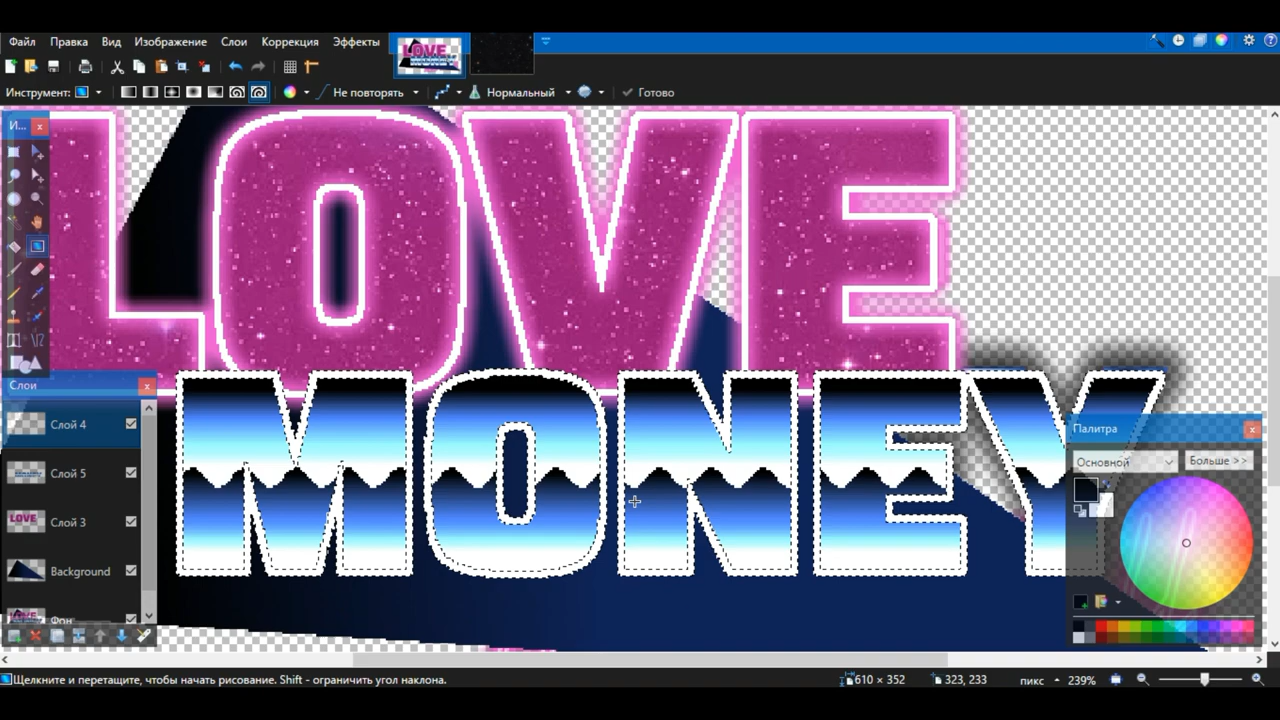 Файл Правка Вид Изображение Слои Коррекция Эффекты
Инструмент: Не повторять Нормальный Готово
И...
LOVE
MONEY
Слои
Слой 4
Слой 5
Слой 3
Background
Фон
Палитра
Основной Больше >>
Щелкните и перетащите, чтобы начать рисование. Shift - ограничить угол наклона. 610 × 352 323, 233 пикс 239%